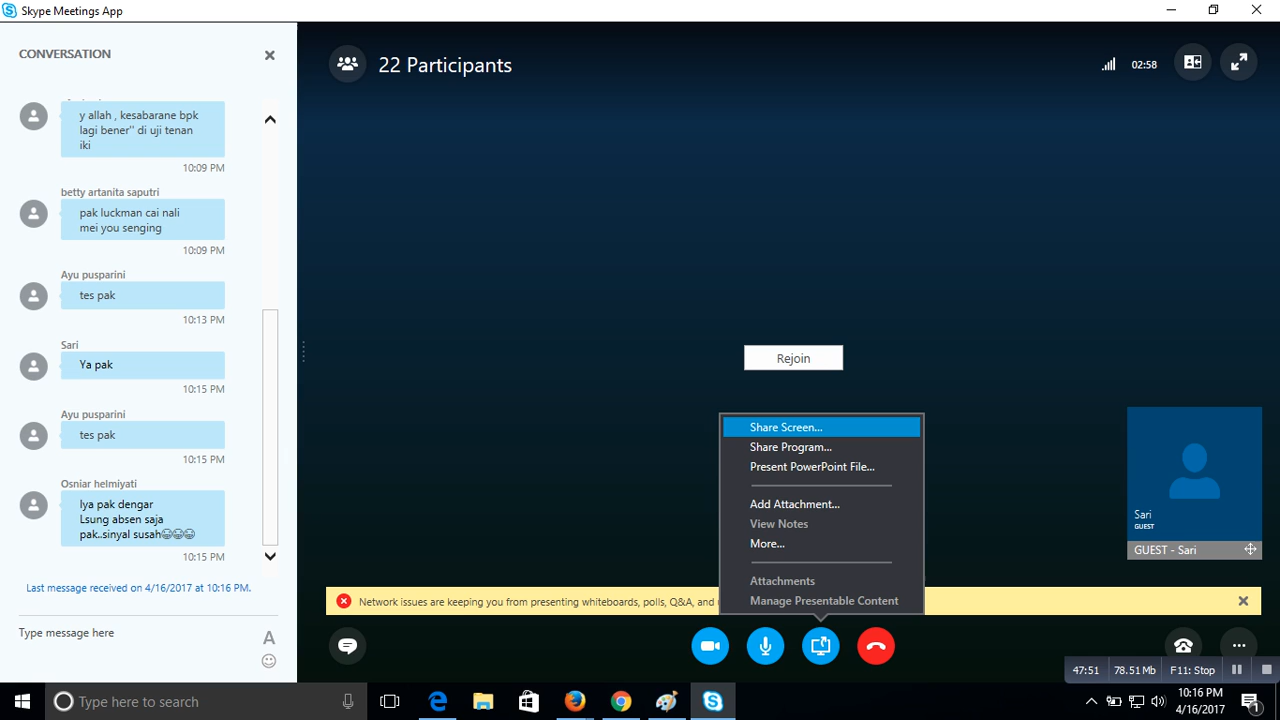 Skype Meetings App
CONVERSATION
y allah , kesabarane bpk
lagi bener" di uji tenan
iki
10:09 PM
betty artanita saputri
pak luckman cai nali
mei you senging
10:09 PM
Ayu pusparini
tes pak
10:13 PM
Sari
Ya pak
10:15 PM
Ayu pusparini
tes pak
10:15 PM
Osniar helmiyati
Iya pak dengar
Lsung absen saja
pak..sinyal susah😂😂😂
10:15 PM
Last message received on 4/16/2017 at 10:16 PM.
Type message here
A
22 Participants
02:58
Rejoin
Share Screen...
Share Program...
Present PowerPoint File...
Add Attachment...
View Notes
More...
Attachments
Manage Presentable Content
Sari
GUEST
GUEST - Sari
Network issues are keeping you from presenting whiteboards, polls, Q&A, and
47:51
78.51 Mb
F11: Stop
Type here to search
10:16 PM
4/16/2017
1